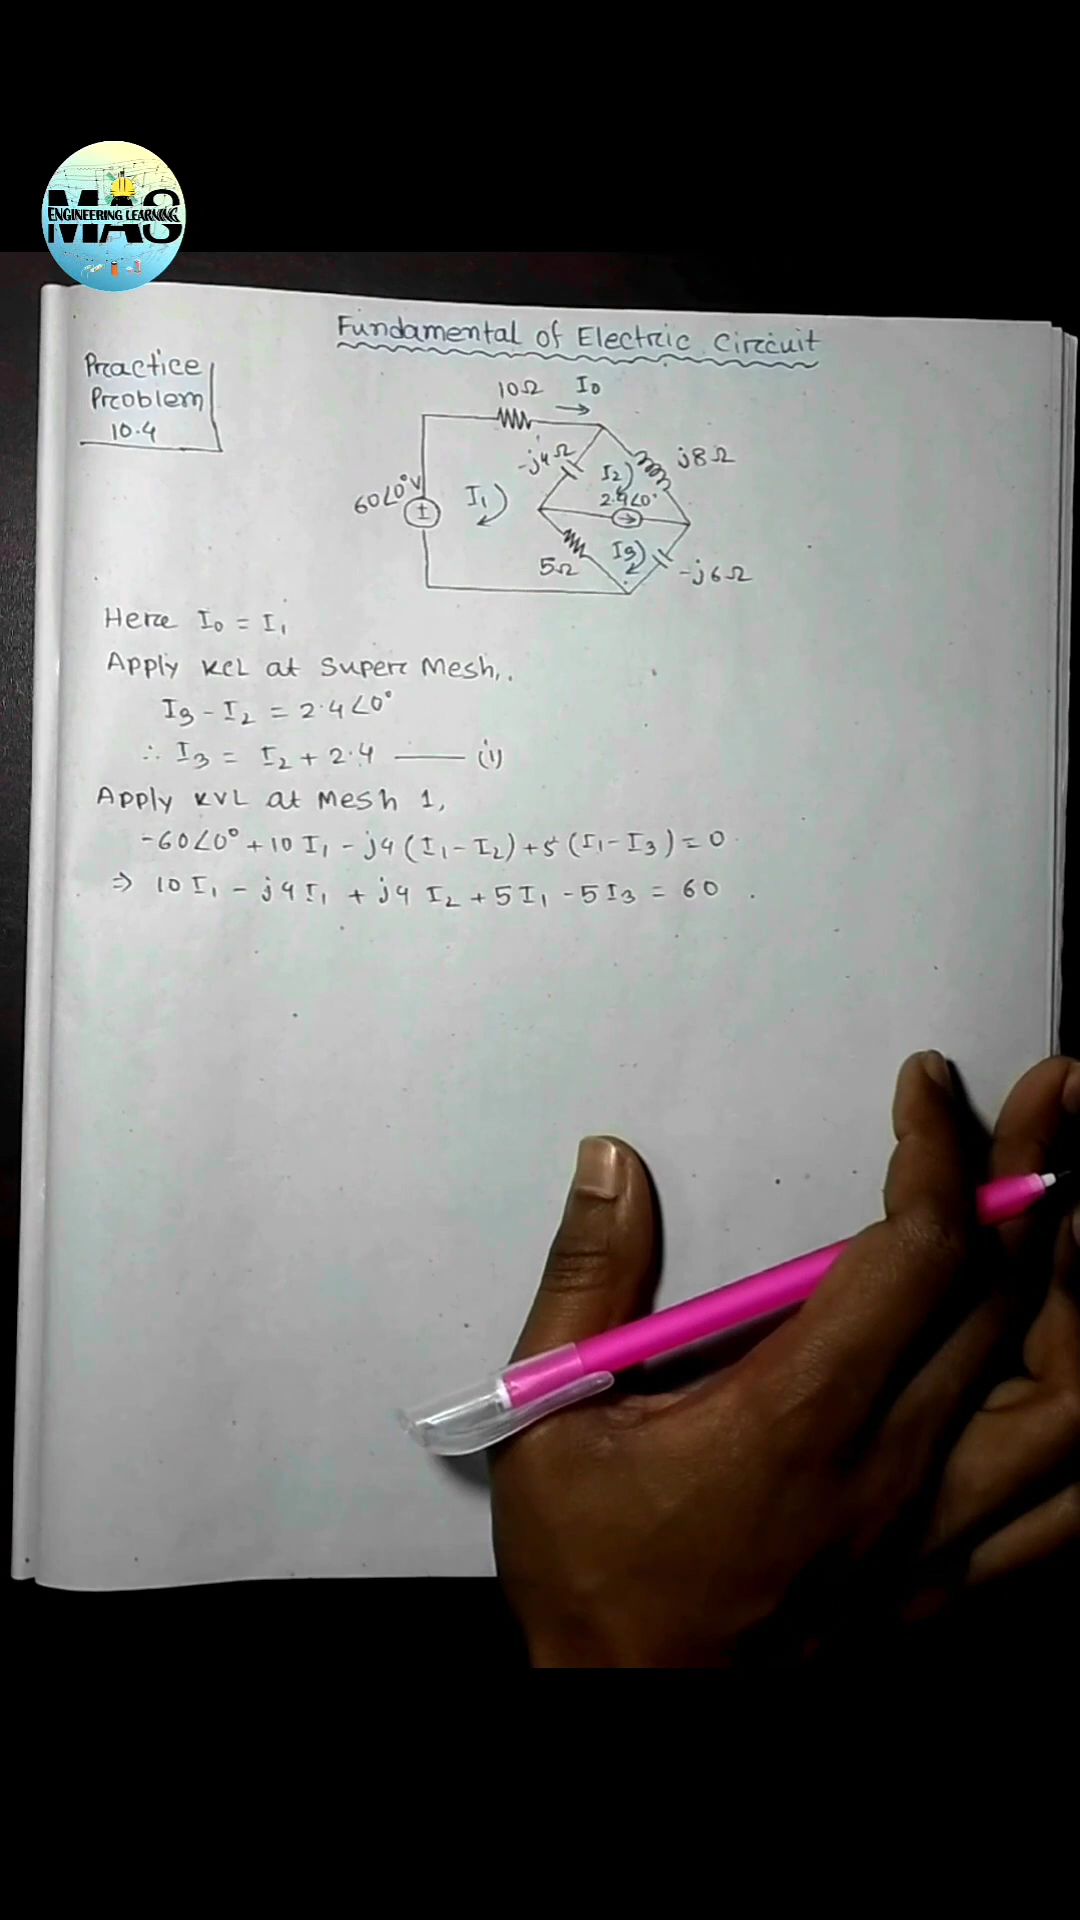 MAS
ENGINEERING LEARNING
Fundamental of Electric Circuit
Practice
Problem
10.4
10Ω
I0
-j4Ω
j8Ω
I2
2.4∠0°
60∠0°V
I1
5Ω
I3
-j6Ω
Here I0 = I1
Apply KCL at Super Mesh,.
I3 - I2 = 2.4∠0°
∴ I3 = I2 + 2.4 —— (i)
Apply KVL at Mesh 1,
-60∠0° + 10 I1 - j4 (I1 - I2) + 5 (I1 - I3) = 0
⇒ 10 I1 - j4 I1 + j4 I2 + 5 I1 - 5 I3 = 60